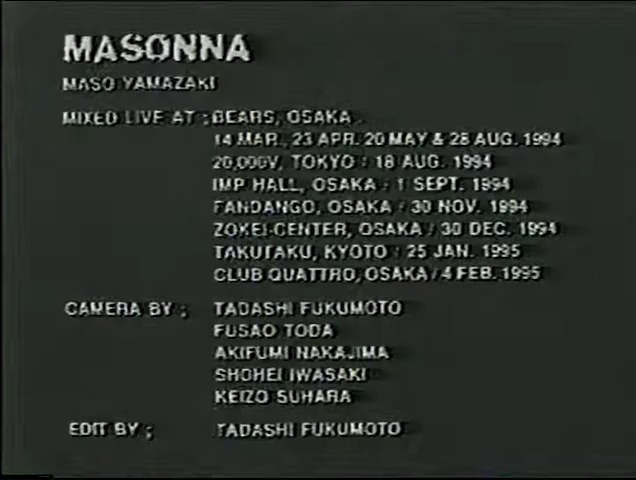 MASONNA
MASO YAMAZAKI
MIXED LIVE AT ; BEARS, OSAKA .
14 MAR., 23 APR. 20 MAY & 28 AUG. 1994
20,000V, TOKYO : 18 AUG. 1994
IMP HALL, OSAKA : 1 SEPT. 1994
FANDANGO, OSAKA / 30 NOV. 1994
ZOKEI-CENTER, OSAKA / 30 DEC. 1994
TAKUTAKU, KYOTO : 25 JAN. 1995
CLUB QUATTRO, OSAKA / 4 FEB. 1995
CAMERA BY ; TADASHI FUKUMOTO
FUSAO TODA
AKIFUMI NAKAJIMA
SHOHEI IWASAKI
KEIZO SUHARA
EDIT BY ; TADASHI FUKUMOTO